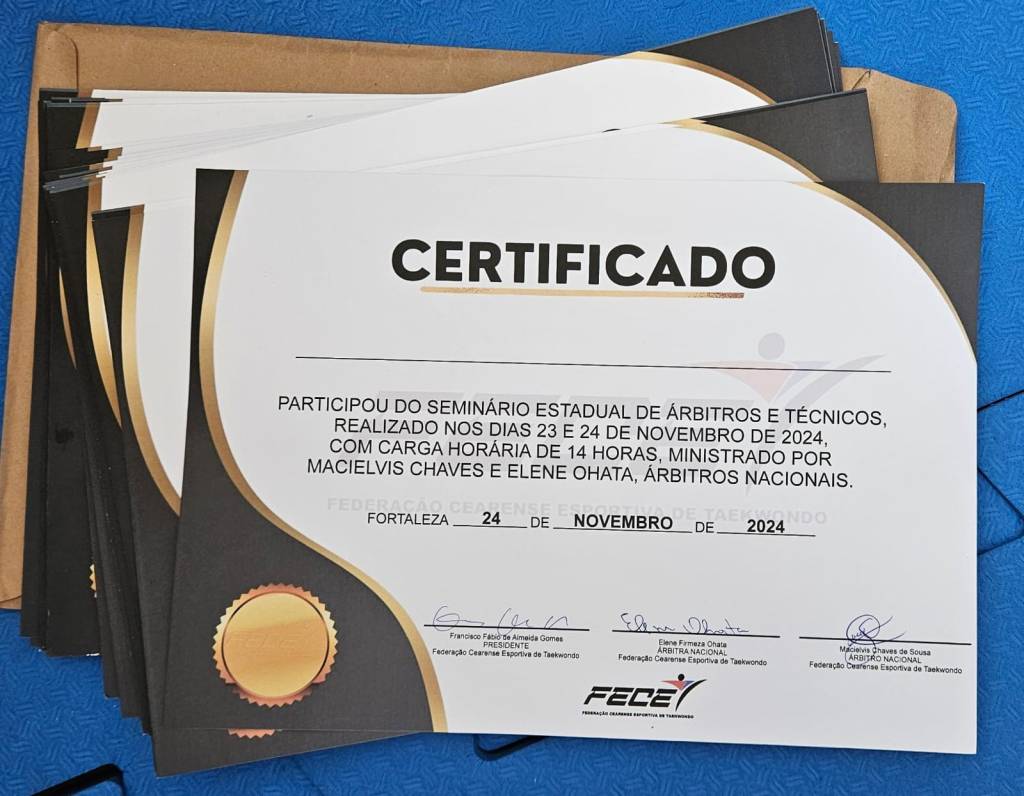 CERTIFICADO
PARTICIPOU DO SEMINÁRIO ESTADUAL DE ÁRBITROS E TÉCNICOS,
REALIZADO NOS DIAS 23 E 24 DE NOVEMBRO DE 2024,
COM CARGA HORÁRIA DE 14 HORAS, MINISTRADO POR
MACIELVIS CHAVES E ELENE OHATA, ÁRBITROS NACIONAIS.
FEDERAÇÃO CEARENSE ESPORTIVA DE TAEKWONDO
FORTALEZA 24 DE NOVEMBRO DE 2024
Elene Ohata
Francisco Fábio de Almeida Gomes
PRESIDENTE
Federação Cearense Esportiva de Taekwondo
Elene Firmeza Ohata
ÁRBITRA NACIONAL
Federação Cearense Esportiva de Taekwondo
Macielvis Chaves de Sousa
ÁRBITRO NACIONAL
Federação Cearense Esportiva de Taekwondo
FECET
FEDERAÇÃO CEARENSE ESPORTIVA DE TAEKWONDO